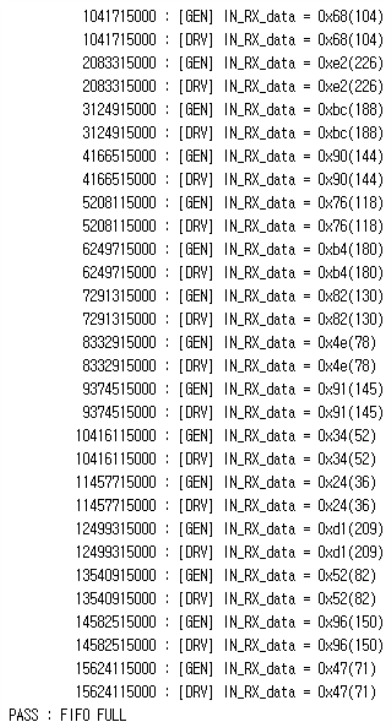 1041715000 : [GEN] IN_RX_data = 0x68(104)
1041715000 : [DRV] IN_RX_data = 0x68(104)
2083315000 : [GEN] IN_RX_data = 0xe2(226)
2083315000 : [DRV] IN_RX_data = 0xe2(226)
3124915000 : [GEN] IN_RX_data = 0xbc(188)
3124915000 : [DRV] IN_RX_data = 0xbc(188)
4166515000 : [GEN] IN_RX_data = 0x90(144)
4166515000 : [DRV] IN_RX_data = 0x90(144)
5208115000 : [GEN] IN_RX_data = 0x76(118)
5208115000 : [DRV] IN_RX_data = 0x76(118)
6249715000 : [GEN] IN_RX_data = 0xb4(180)
6249715000 : [DRV] IN_RX_data = 0xb4(180)
7291315000 : [GEN] IN_RX_data = 0x82(130)
7291315000 : [DRV] IN_RX_data = 0x82(130)
8332915000 : [GEN] IN_RX_data = 0x4e(78)
8332915000 : [DRV] IN_RX_data = 0x4e(78)
9374515000 : [GEN] IN_RX_data = 0x91(145)
9374515000 : [DRV] IN_RX_data = 0x91(145)
10416115000 : [GEN] IN_RX_data = 0x34(52)
10416115000 : [DRV] IN_RX_data = 0x34(52)
11457715000 : [GEN] IN_RX_data = 0x24(36)
11457715000 : [DRV] IN_RX_data = 0x24(36)
12499315000 : [GEN] IN_RX_data = 0xd1(209)
12499315000 : [DRV] IN_RX_data = 0xd1(209)
13540915000 : [GEN] IN_RX_data = 0x52(82)
13540915000 : [DRV] IN_RX_data = 0x52(82)
14582515000 : [GEN] IN_RX_data = 0x96(150)
14582515000 : [DRV] IN_RX_data = 0x96(150)
15624115000 : [GEN] IN_RX_data = 0x47(71)
15624115000 : [DRV] IN_RX_data = 0x47(71)
PASS : FIFO FULL